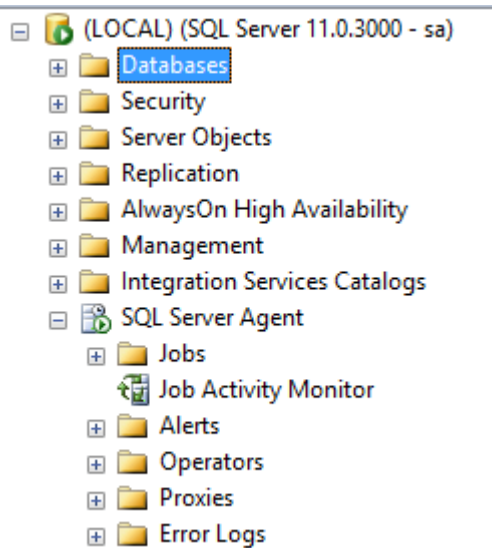 (LOCAL) (SQL Server 11.0.3000 - sa)
Databases
Security
Server Objects
Replication
AlwaysOn High Availability
Management
Integration Services Catalogs
SQL Server Agent
Jobs
Job Activity Monitor
Alerts
Operators
Proxies
Error Logs